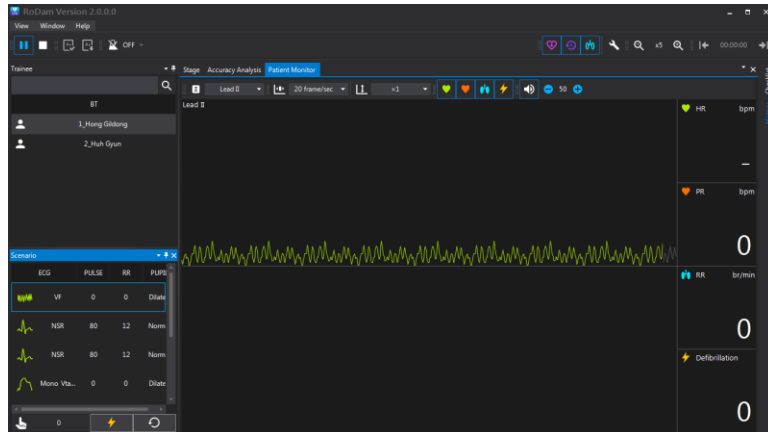 RoDam Version 2.0.0.0
View Window Help
OFF
x5
00:00:00
Trainee
Stage Accuracy Analysis Patient Monitor
Lead II 20 frame/sec ×1 50
BT
1_Hong Gildong
2_Huh Gyun
Lead II
HR bpm
--
PR bpm
0
RR br/min
0
Defibrillation
0
Scenario
ECG PULSE RR PUPIL
VF 0 0 Dilate
NSR 80 12 Norm
NSR 80 12 Norm
Mono Vta... 0 0 Dilate
0